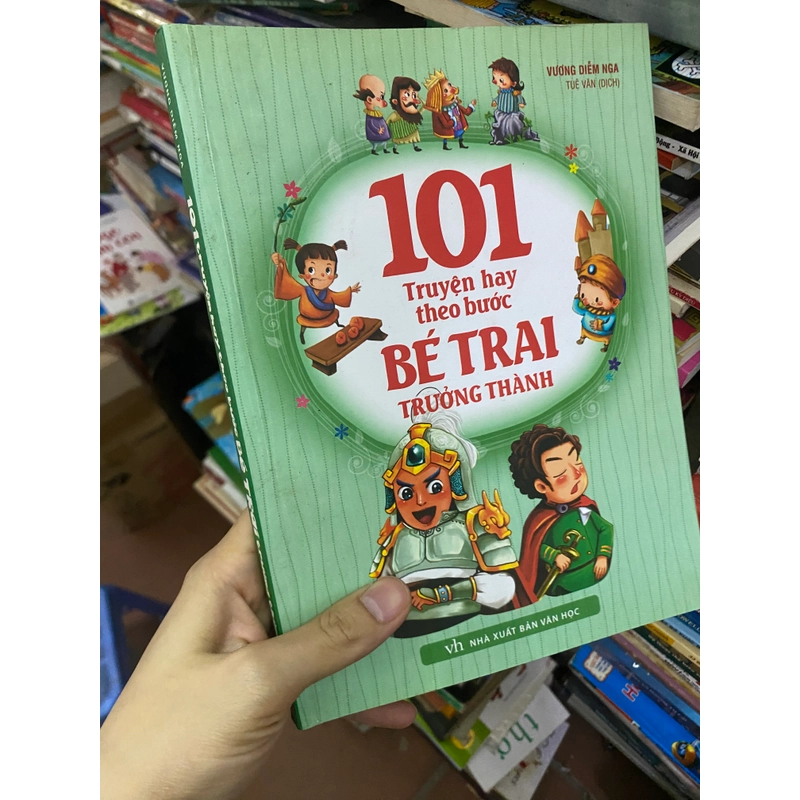 VƯƠNG DIỄM NGA
TUỆ VĂN (DỊCH)
101
Truyện hay
theo bước
BÉ TRAI
TRƯỞNG THÀNH
vh NHÀ XUẤT BẢN VĂN HỌC
thơ